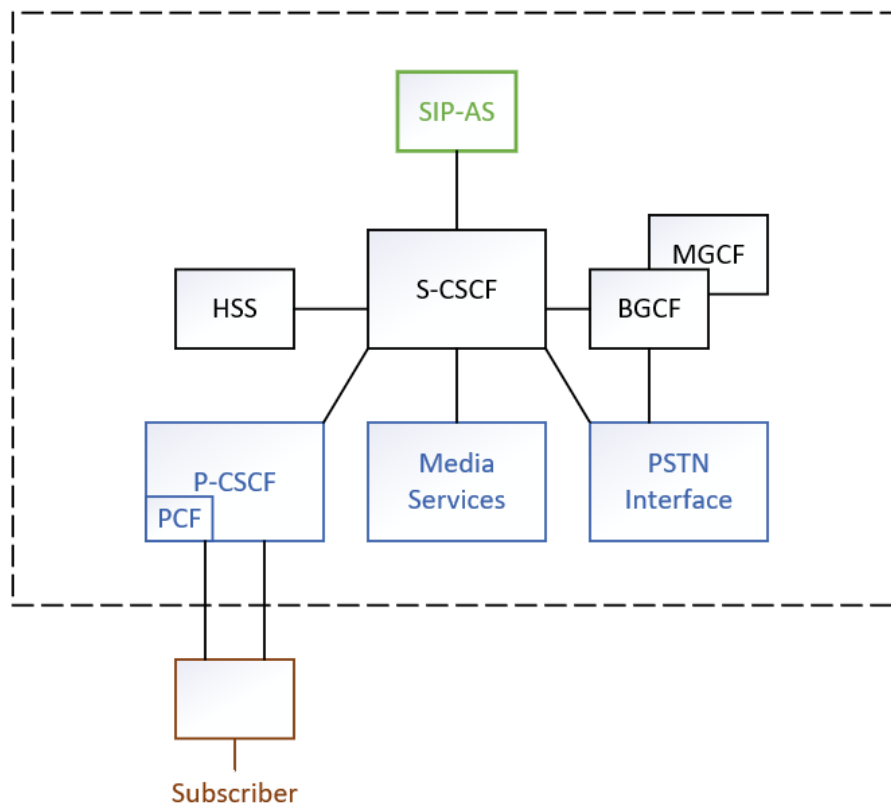 SIP-AS
MGCF
S-CSCF
HSS
BGCF
P-CSCF
PCF
Media
Services
PSTN
Interface
Subscriber